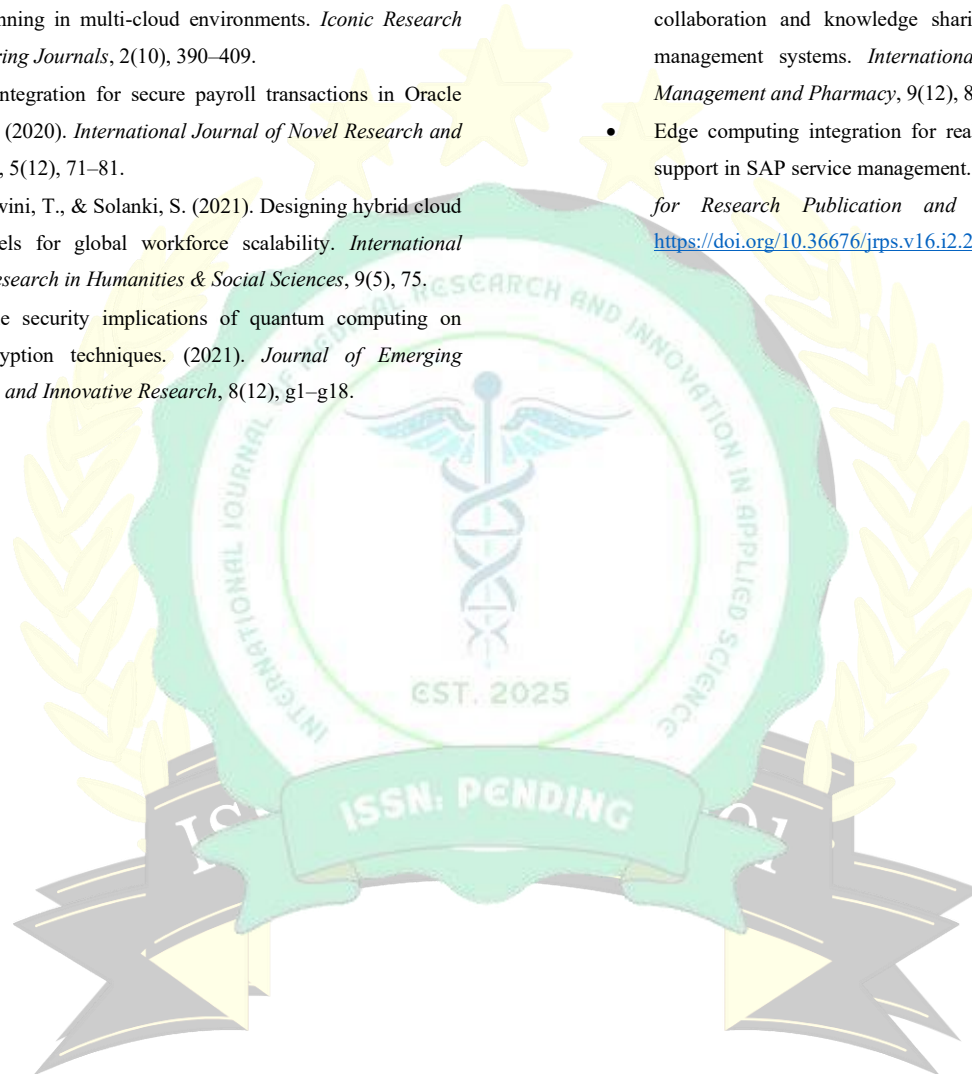 nning in multi-cloud environments. Iconic Research
ring Journals, 2(10), 390–409.
ntegration for secure payroll transactions in Oracle
(2020). International Journal of Novel Research and
, 5(12), 71–81.
wini, T., & Solanki, S. (2021). Designing hybrid cloud
els for global workforce scalability. International
esearch in Humanities & Social Sciences, 9(5), 75.
e security implications of quantum computing on
yption techniques. (2021). Journal of Emerging
and Innovative Research, 8(12), g1–g18.
collaboration and knowledge shari
management systems. Internationa
Management and Pharmacy, 9(12), 8
• Edge computing integration for rea
support in SAP service management.
for Research Publication and
https://doi.org/10.36676/jrps.v16.i2.2
INTERNATIONAL JOURNAL OF MEDICAL RESEARCH AND INNOVATION IN APPLIED SCIENCE
EST. 2025
ISSN: PENDING